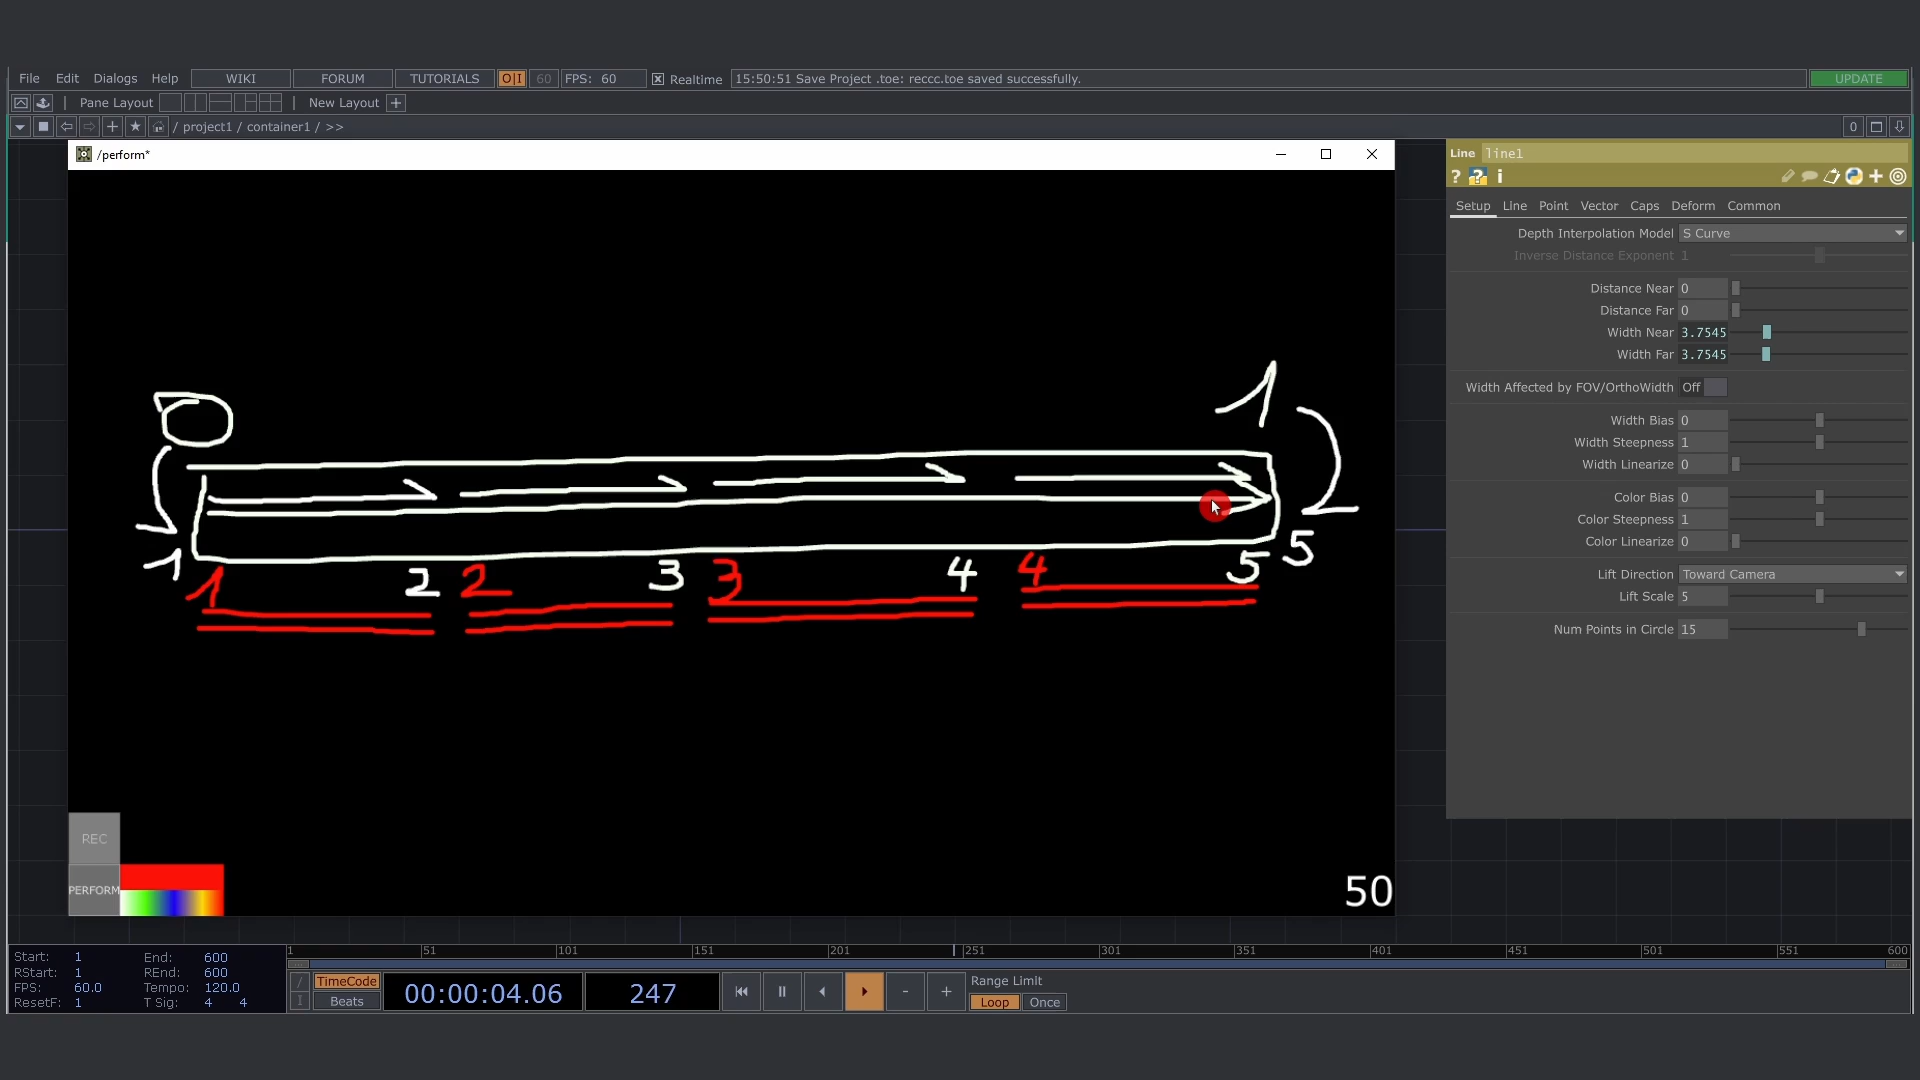 File Edit Dialogs Help WIKI FORUM TUTORIALS O|I 60 FPS: 60 Realtime 15:50:51 Save Project .toe: reccc.toe saved successfully. UPDATE
Pane Layout New Layout +
/ project1 / container1 / >> 0
/perform*
0 1
1 2 3 4 5 5
1 2 3 4
REC
PERFORM
50
Line line1
? ? i
Setup Line Point Vector Caps Deform Common
Depth Interpolation Model S Curve
Inverse Distance Exponent 1
Distance Near 0
Distance Far 0
Width Near 3.7545
Width Far 3.7545
Width Affected by FOV/OrthoWidth Off
Width Bias 0
Width Steepness 1
Width Linearize 0
Color Bias 0
Color Steepness 1
Color Linearize 0
Lift Direction Toward Camera
Lift Scale 5
Num Points in Circle 15
1 51 101 151 201 251 301 351 401 451 501 551 600
Start: 1 End: 600
RStart: 1 REnd: 600
FPS: 60.0 Tempo: 120.0
ResetF: 1 T Sig: 4 4
/ TimeCode
I Beats
00:00:04.06 247 - +
Range Limit
Loop Once